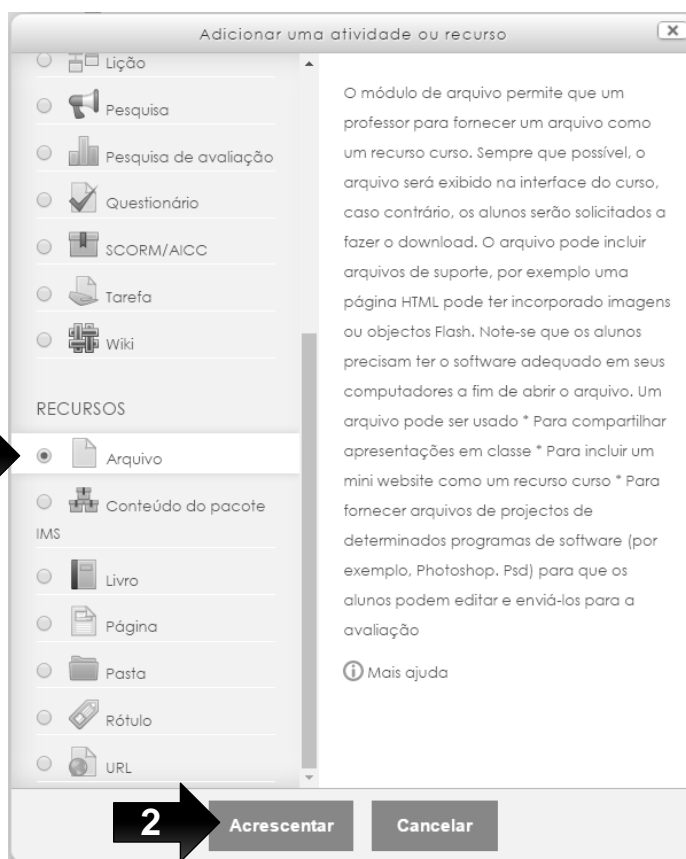 Adicionar uma atividade ou recurso
Lição
Pesquisa
Pesquisa de avaliação
Questionário
SCORM/AICC
Tarefa
Wiki
RECURSOS
Arquivo
Conteúdo do pacote
IMS
Livro
Página
Pasta
Rótulo
URL
O módulo de arquivo permite que um
professor para fornecer um arquivo como
um recurso curso. Sempre que possível, o
arquivo será exibido na interface do curso,
caso contrário, os alunos serão solicitados a
fazer o download. O arquivo pode incluir
arquivos de suporte, por exemplo uma
página HTML pode ter incorporado imagens
ou objectos Flash. Note-se que os alunos
precisam ter o software adequado em seus
computadores a fim de abrir o arquivo. Um
arquivo pode ser usado * Para compartilhar
apresentações em classe * Para incluir um
mini website como um recurso curso * Para
fornecer arquivos de projectos de
determinados programas de software (por
exemplo, Photoshop. Psd) para que os
alunos podem editar e enviá-los para a
avaliação
Mais ajuda
2
Acrescentar
Cancelar